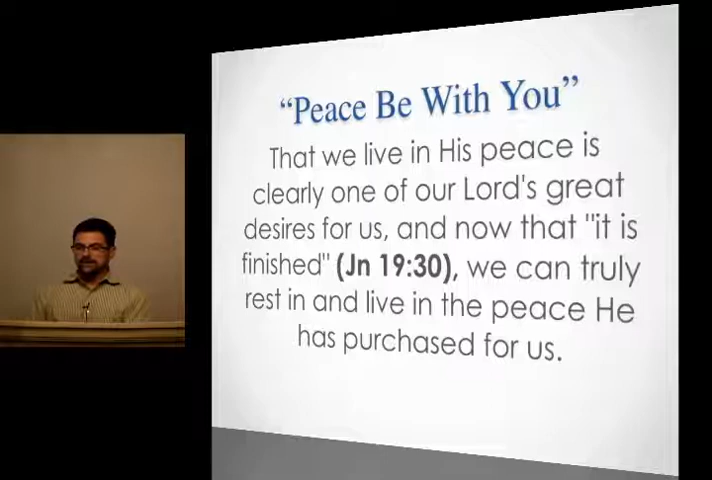 “Peace Be With You”
That we live in His peace is
clearly one of our Lord's great
desires for us, and now that "it is
finished" (Jn 19:30), we can truly
rest in and live in the peace He
has purchased for us.